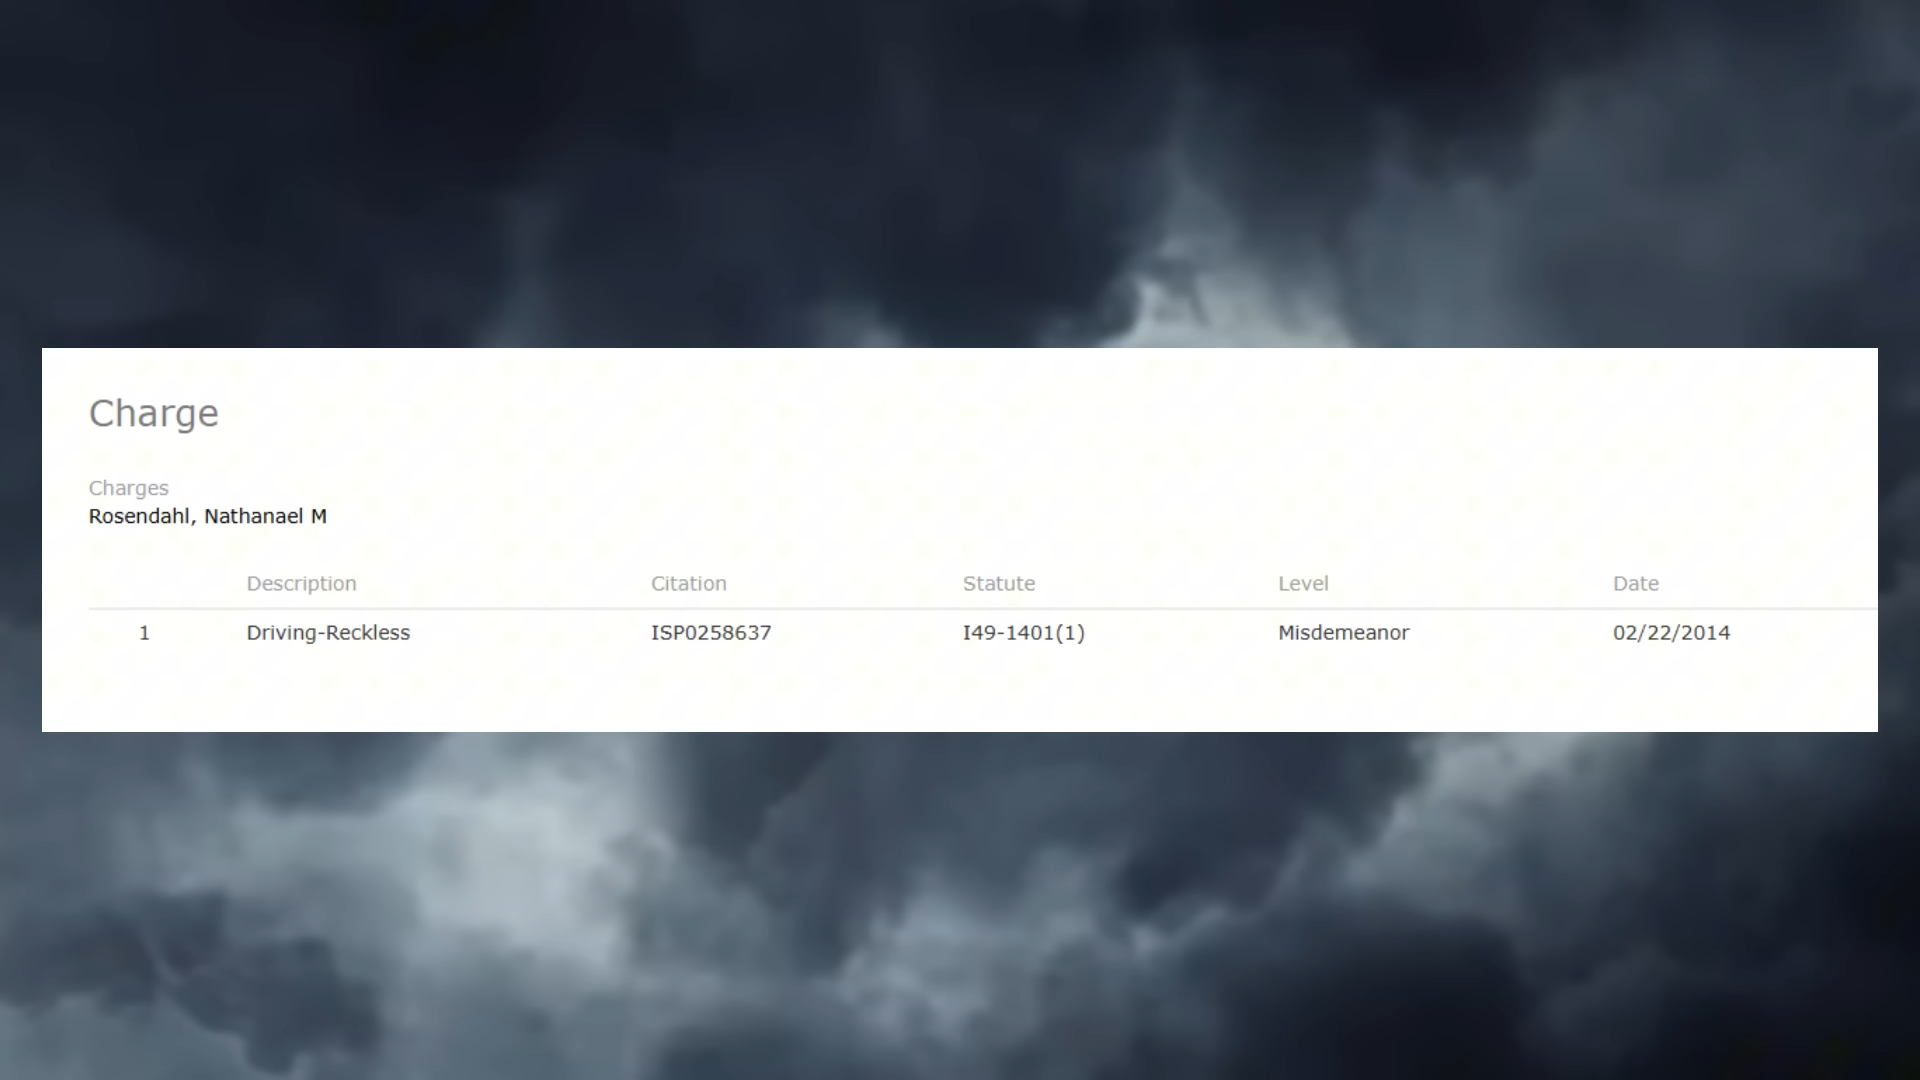 Charge
Charges
Rosendahl, Nathanael M
Description Citation Statute Level Date
1 Driving-Reckless ISP0258637 I49-1401(1) Misdemeanor 02/22/2014